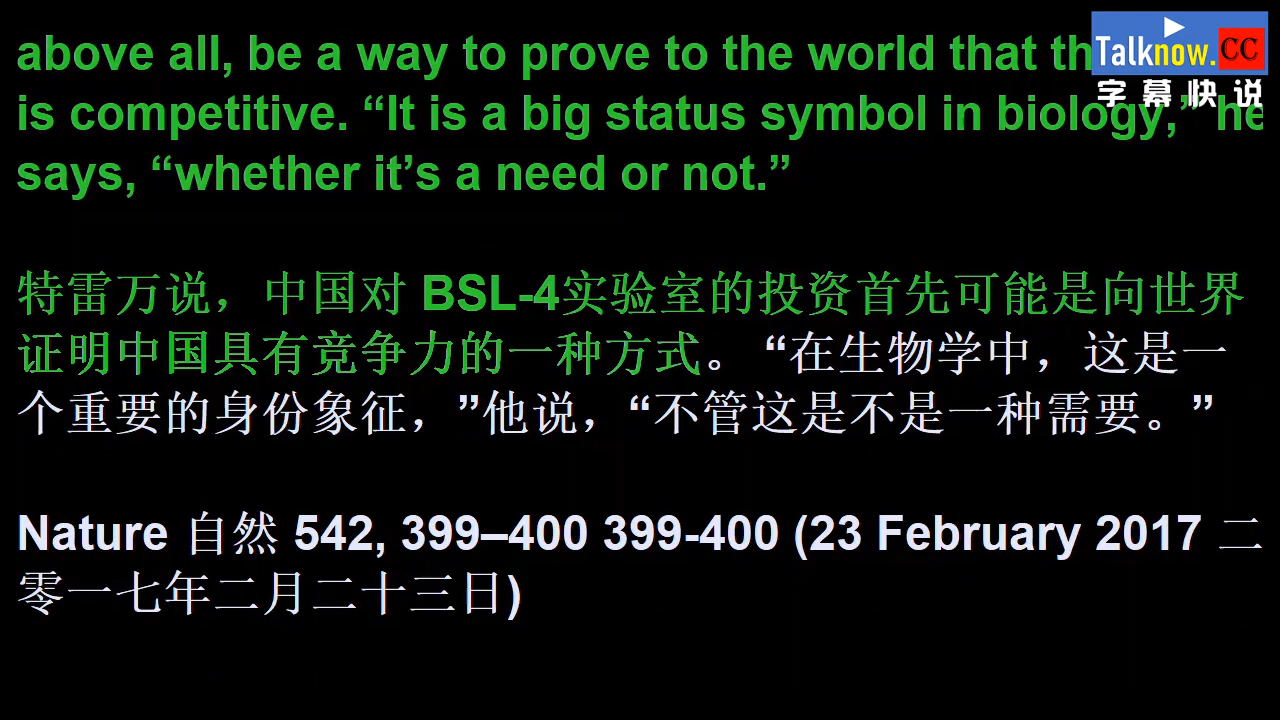 above all, be a way to prove to the world that
is competitive. “It is a big status symbol in biology,” he
says, “whether it’s a need or not.”
特雷万说，中国对 BSL-4实验室的投资首先可能是向世界
证明中国具有竞争力的一种方式。“在生物学中，这是一
个重要的身份象征，”他说，“不管这是不是一种需要。”
Nature 自然 542, 399–400 399-400 (23 February 2017 二
零一七年二月二十三日)
Talknow.CC
字幕快说